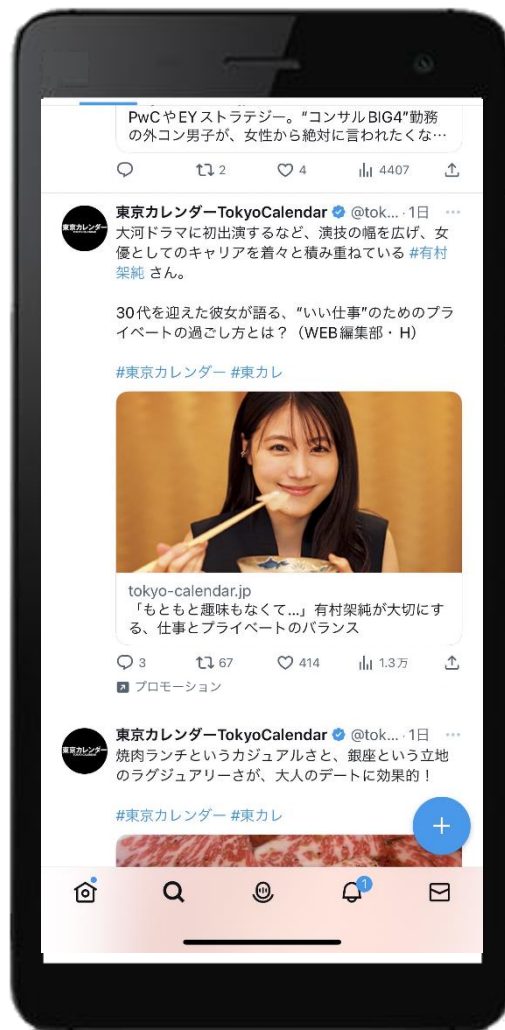 PwCやEYストラテジー。“コンサルBIG4”勤務
の外コン男子が、女性から絶対に言われたくな…
2 4 4407
東京カレンダー
東京カレンダーTokyoCalendar @tok... · 1日
大河ドラマに初出演するなど、演技の幅を広げ、女
優としてのキャリアを着々と積み重ねている #有村
架純 さん。
30代を迎えた彼女が語る、“いい仕事”のためのプラ
イベートの過ごし方とは？（WEB編集部・H）
#東京カレンダー #東カレ
tokyo-calendar.jp
「もともと趣味もなくて...」有村架純が大切にす
る、仕事とプライベートのバランス
3 67 414 1.3万
プロモーション
東京カレンダー
東京カレンダーTokyoCalendar @tok... · 1日
焼肉ランチというカジュアルさと、銀座という立地
のラグジュアリーさが、大人のデートに効果的！
#東京カレンダー #東カレ
1